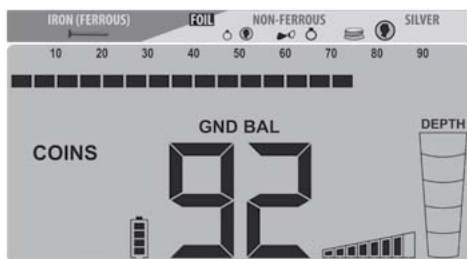 IRON (FERROUS) FOIL NON-FERROUS SILVER
10 20 30 40 50 60 70 80 90
GND BAL DEPTH
COINS 92